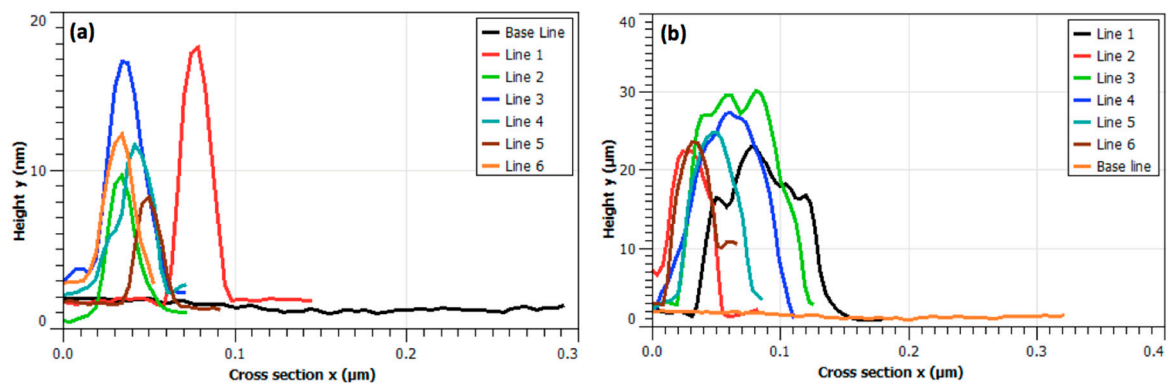 (a)
20
10
0
Height y (nm)
0.0
0.1
0.2
0.3
Cross section x (µm)
Base Line
Line 1
Line 2
Line 3
Line 4
Line 5
Line 6
(b)
40
30
20
10
0
Height y (µm)
0.0
0.1
0.2
0.3
0.4
Cross section x (µm)
Line 1
Line 2
Line 3
Line 4
Line 5
Line 6
Base line